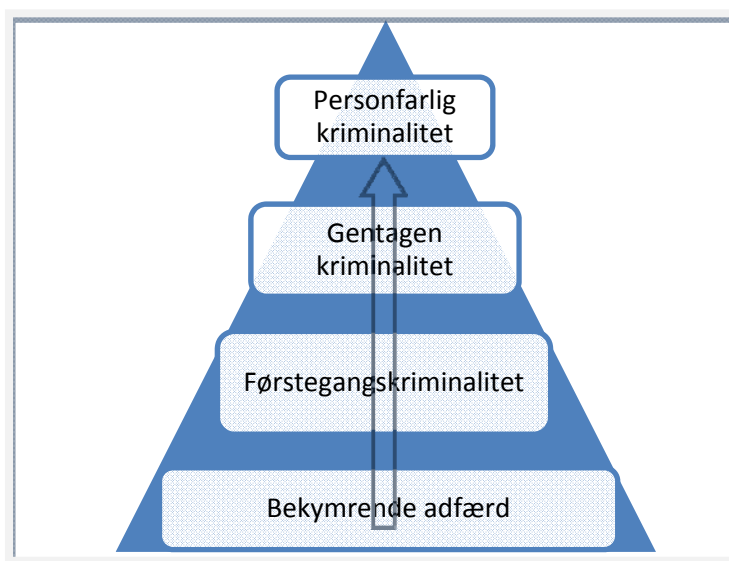 Personfarlig
kriminalitet
Gentagen
kriminalitet
Førstegangskriminalitet
Bekymrende adfærd